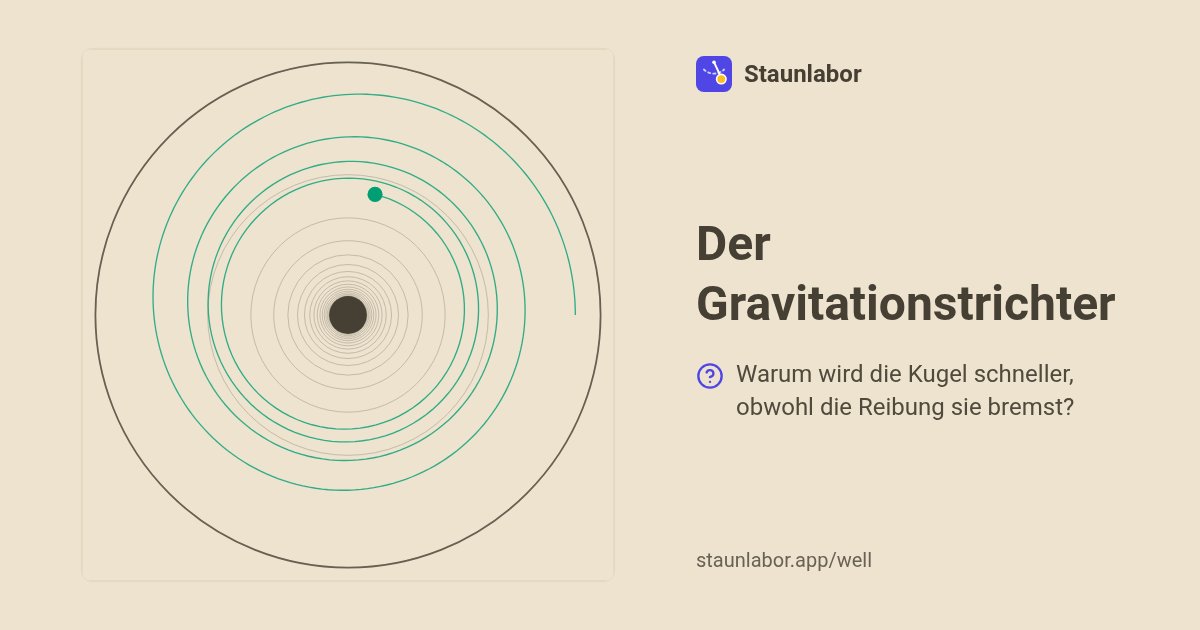 Staunlabor
Der
Gravitationstrichter
Warum wird die Kugel schneller,
obwohl die Reibung sie bremst?
staunlabor.app/well